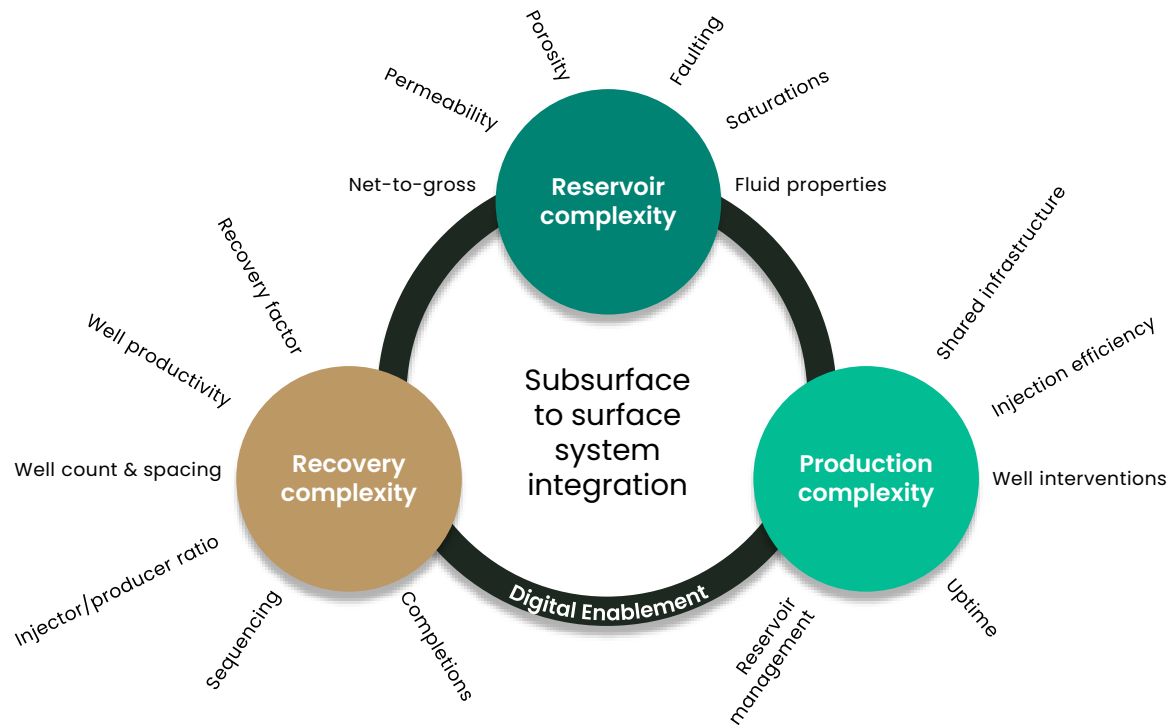 Porosity
Faulting
Permeability
Saturations
Net-to-gross
Reservoir
complexity
Fluid properties
Recovery factor
Well productivity
Well count & spacing
Injector/producer ratio
Sequencing
Completions
Recovery
complexity
Subsurface
to surface
system
integration
Digital Enablement
Production
complexity
Shared infrastructure
Injection efficiency
Well interventions
Uptime
Reservoir
management